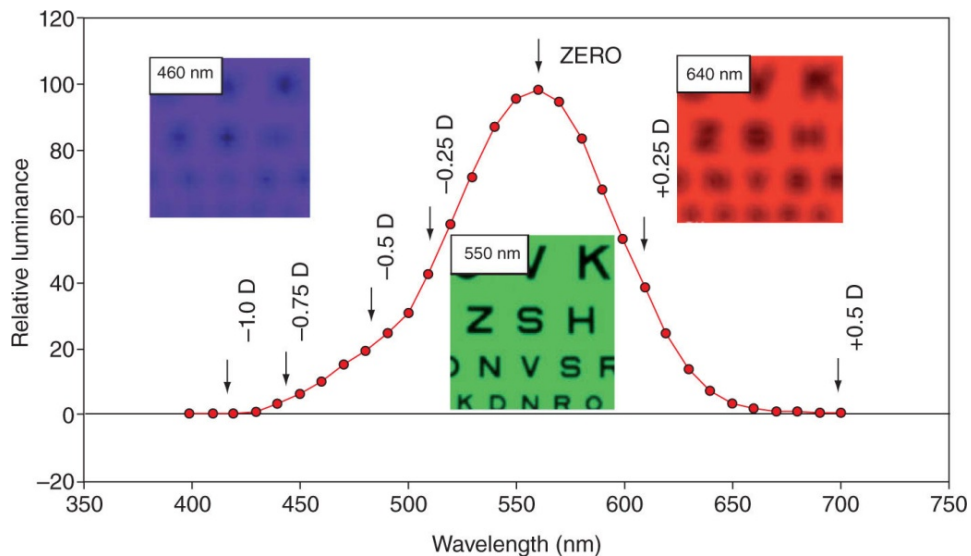 120
100
80
60
40
20
0
−20
350
400
450
500
550
600
650
700
750
Relative luminance
Wavelength (nm)
460 nm
ZERO
640 nm
−1.0 D
−0.75 D
−0.5 D
−0.25 D
+0.25 D
+0.5 D
550 nm
V K
Z S H
N V S R
K D N R O